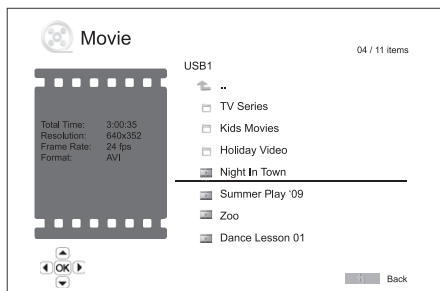 Movie
04 / 11 items
USB1
..
TV Series
Total Time: 3:00:35
Kids Movies
Resolution: 640x352
Frame Rate: 24 fps
Holiday Video
Format: AVI
Night In Town
Summer Play ‘09
Zoo
Dance Lesson 01
OK
Back